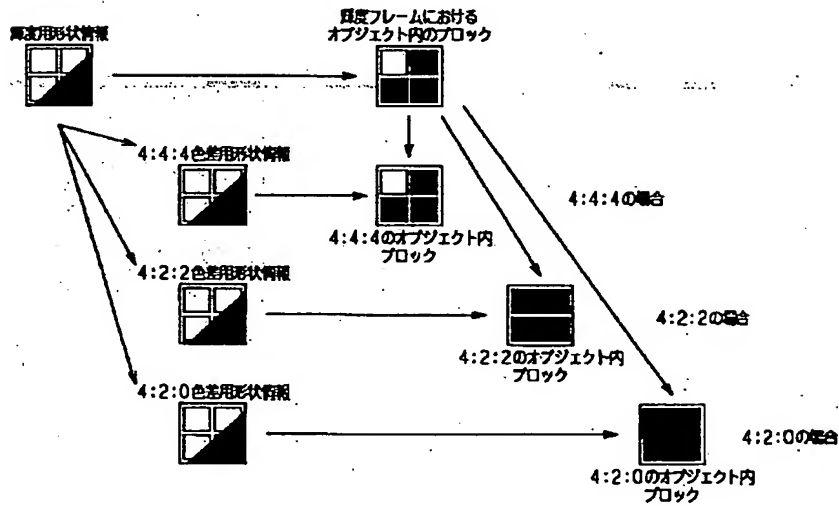 輝度用形状情報
輝度フレームにおける
オブジェクト内のブロック
4:4:4色差用形状情報
4:4:4のオブジェクト内
ブロック
4:4:4の場合
4:2:2色差用形状情報
4:2:2のオブジェクト内
ブロック
4:2:2の場合
4:2:0色差用形状情報
4:2:0のオブジェクト内
ブロック
4:2:0の場合